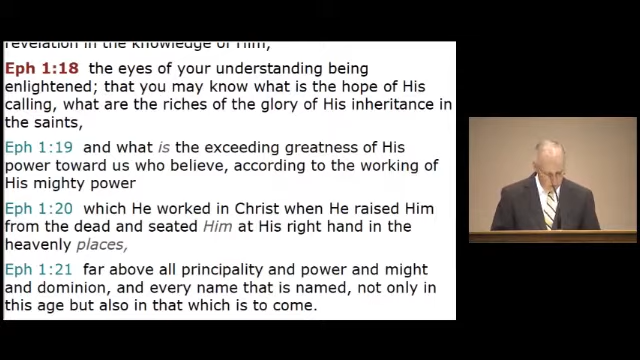 revelation in the knowledge of Him,
Eph 1:18 the eyes of your understanding being
enlightened; that you may know what is the hope of His
calling, what are the riches of the glory of His inheritance in
the saints,
Eph 1:19 and what is the exceeding greatness of His
power toward us who believe, according to the working of
His mighty power
Eph 1:20 which He worked in Christ when He raised Him
from the dead and seated Him at His right hand in the
heavenly places,
Eph 1:21 far above all principality and power and might
and dominion, and every name that is named, not only in
this age but also in that which is to come.